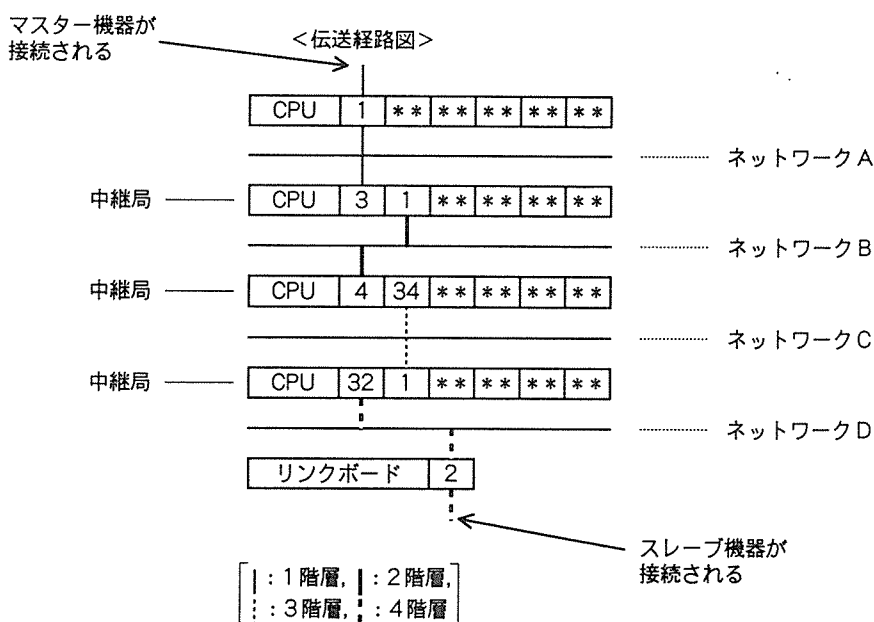 マスター機器が
接続される
<伝送経路図>
CPU 1 ** ** ** ** **
ネットワークA
中継局 CPU 3 1 ** ** ** **
ネットワークB
中継局 CPU 4 34 ** ** ** **
ネットワークC
中継局 CPU 32 1 ** ** ** **
ネットワークD
リンクボード 2
スレーブ機器が
接続される
:1階層, :2階層,
:3階層, :4階層